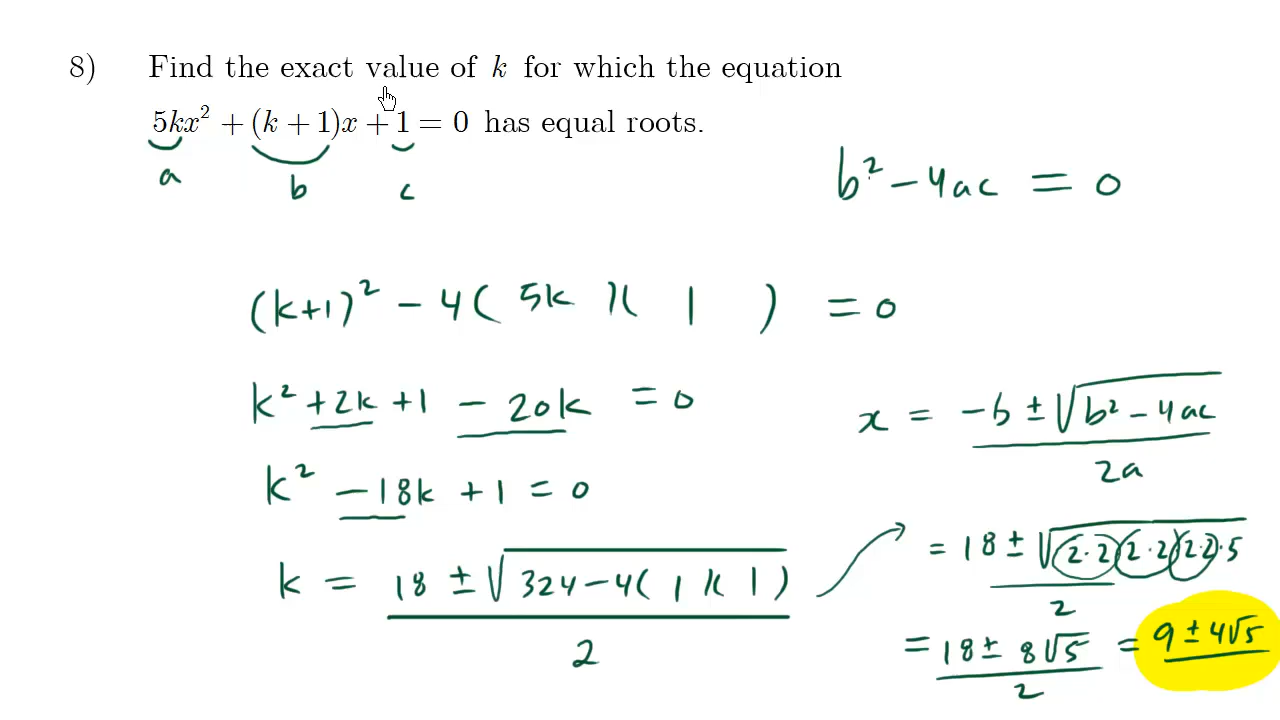 8) Find the exact value of k for which the equation
5kx² + (k + 1)x + 1 = 0 has equal roots.
a b c
b² - 4ac = 0
(k+1)² - 4( 5k )( 1 ) = 0
k² + 2k + 1 - 20k = 0
k² - 18k + 1 = 0
k = 18 ± √324 - 4( 1 )( 1 ) / 2
x = -b ± √b² - 4ac / 2a
= 18 ± √2·2 2·2 2·2·5 / 2
= 18 ± 8√5 / 2 = 9 ± 4√5